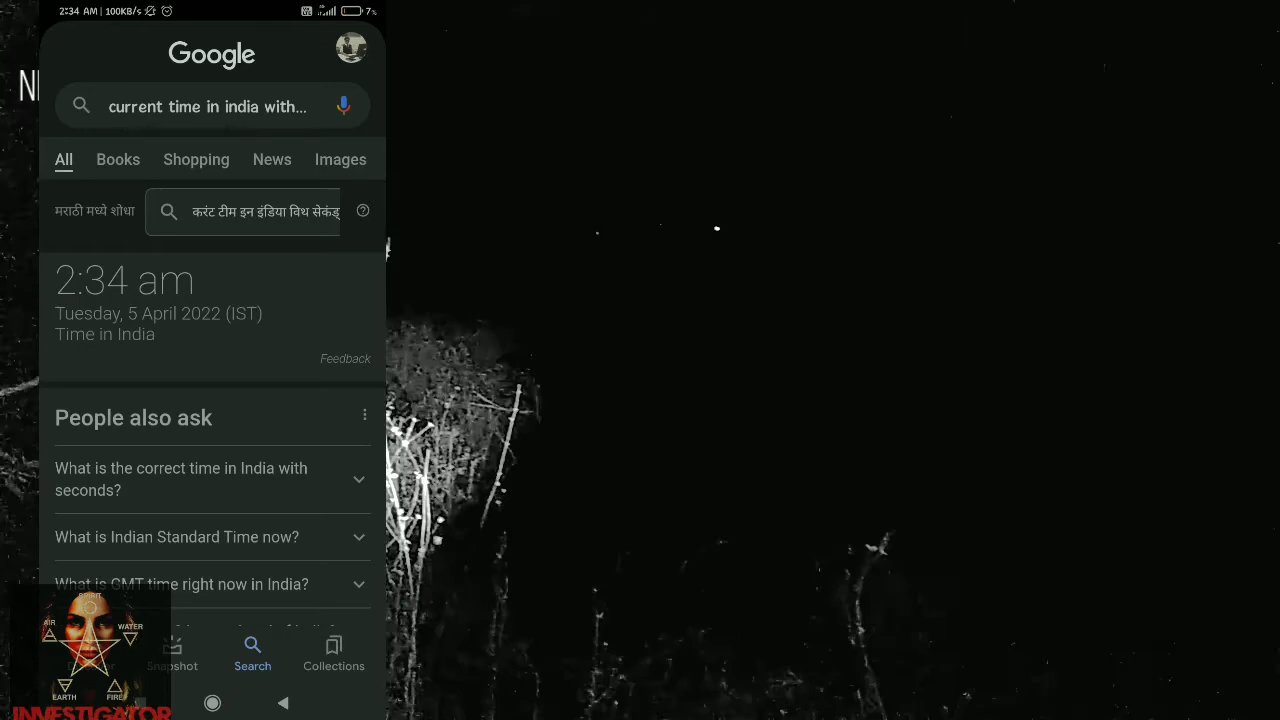 2:34 AM | 100KB/s
7%
N
Google
current time in india with...
All Books Shopping News Images
मराठी मध्ये शोधा
करंट टीम इन इंडिया विथ सेकंड्
2:34 am
Tuesday, 5 April 2022 (IST)
Time in India
Feedback
People also ask
What is the correct time in India with
seconds?
What is Indian Standard Time now?
What is GMT time right now in India?
SPIRIT
AIR
WATER
EARTH
FIRE
INVESTIGATOR
Snapshot
Search
Collections